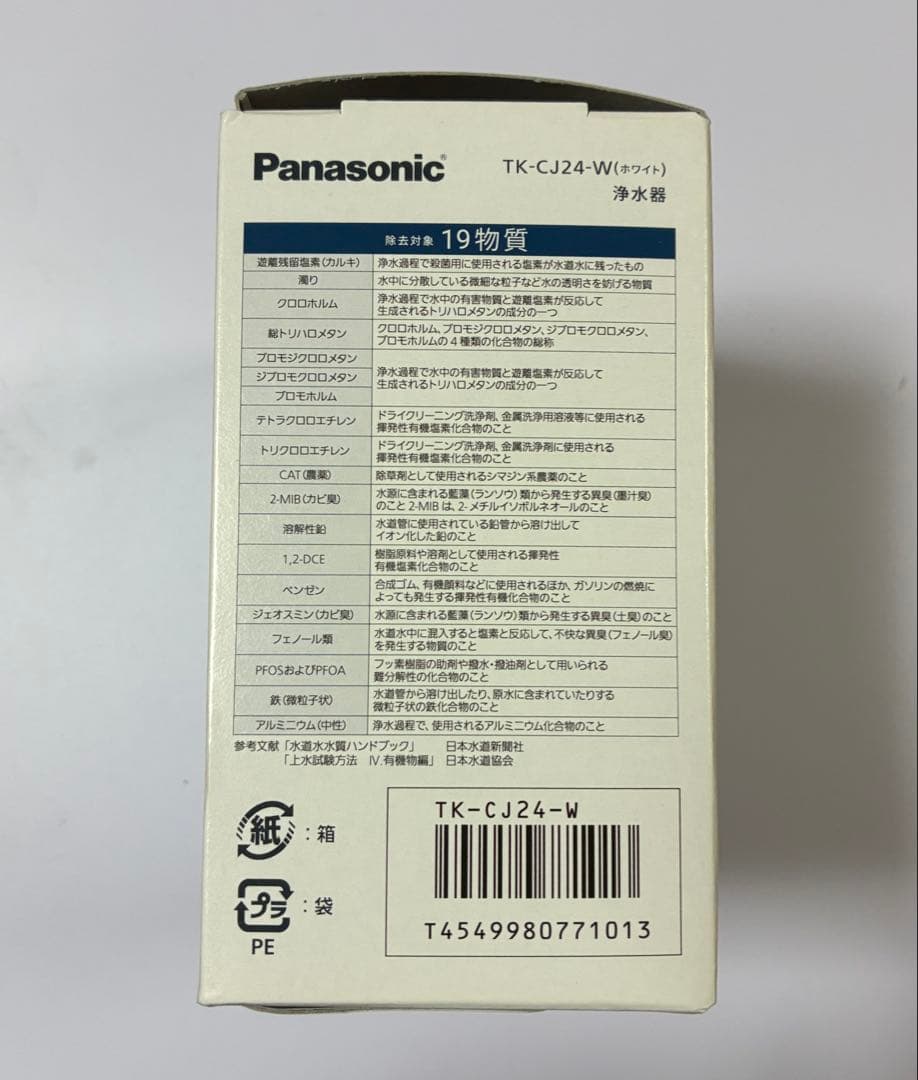 Panasonic®
TK-CJ24-W(ホワイト)
浄水器
除去対象 19物質
遊離残留塩素(カルキ) 浄水過程で殺菌用に使用される塩素が水道水に残ったもの
濁り 水中に分散している微細な粒子など水の透明さを妨げる物質
クロロホルム 浄水過程で水中の有害物質と遊離塩素が反応して
生成されるトリハロメタンの成分の一つ
総トリハロメタン クロロホルム、ブロモジクロロメタン、ジブロモクロロメタン、
ブロモホルムの4種類の化合物の総称
ブロモジクロロメタン
ジブロモクロロメタン
ブロモホルム
浄水過程で水中の有害物質と遊離塩素が反応して
生成されるトリハロメタンの成分の一つ
テトラクロロエチレン ドライクリーニング洗浄剤、金属洗浄用溶液等に使用される
揮発性有機塩素化合物のこと
トリクロロエチレン ドライクリーニング洗浄剤、金属洗浄剤に使用される
揮発性有機塩素化合物のこと
CAT(農薬) 除草剤として使用されるシマジン系農薬のこと
2-MIB(カビ臭) 水源に含まれる藍藻(ランソウ)類から発生する異臭(墨汁臭)
のこと 2-MIBは、2-メチルイソボルネオールのこと
溶解性鉛 水道管に使用されている鉛管から溶け出して
イオン化した鉛のこと
1,2-DCE 樹脂原料や溶剤として使用される揮発性
有機塩素化合物のこと
ベンゼン 合成ゴム、有機顔料などに使用されるほか、ガソリンの燃焼に
よっても発生する揮発性有機化合物のこと
ジェオスミン(カビ臭) 水源に含まれる藍藻(ランソウ)類から発生する異臭(土臭)のこと
フェノール類 水道水中に混入すると塩素と反応して、不快な異臭(フェノール臭)
を発生する物質のこと
PFOSおよびPFOA フッ素樹脂の助剤や撥水・撥油剤として用いられる
難分解性の化合物のこと
鉄(微粒子状) 水道管から溶け出したり、原水に含まれていたりする
微粒子状の鉄化合物のこと
アルミニウム(中性) 浄水過程で、使用されるアルミニウム化合物のこと
参考文献「水道水水質ハンドブック」 日本水道新聞社
「上水試験方法 Ⅳ.有機物編」 日本水道協会
紙:箱
プラ:袋
PE
TK-CJ24-W
T4549980771013